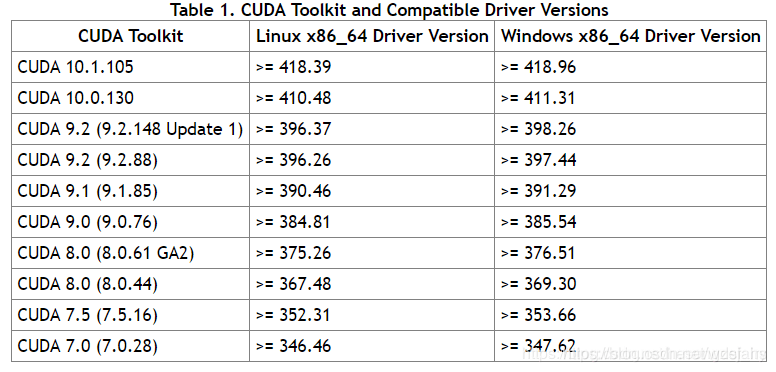 Table 1. CUDA Toolkit and Compatible Driver Versions
CUDA Toolkit Linux x86_64 Driver Version Windows x86_64 Driver Version
CUDA 10.1.105 >= 418.39 >= 418.96
CUDA 10.0.130 >= 410.48 >= 411.31
CUDA 9.2 (9.2.148 Update 1) >= 396.37 >= 398.26
CUDA 9.2 (9.2.88) >= 396.26 >= 397.44
CUDA 9.1 (9.1.85) >= 390.46 >= 391.29
CUDA 9.0 (9.0.76) >= 384.81 >= 385.54
CUDA 8.0 (8.0.61 GA2) >= 375.26 >= 376.51
CUDA 8.0 (8.0.44) >= 367.48 >= 369.30
CUDA 7.5 (7.5.16) >= 352.31 >= 353.66
CUDA 7.0 (7.0.28) >= 346.46 >= 347.62